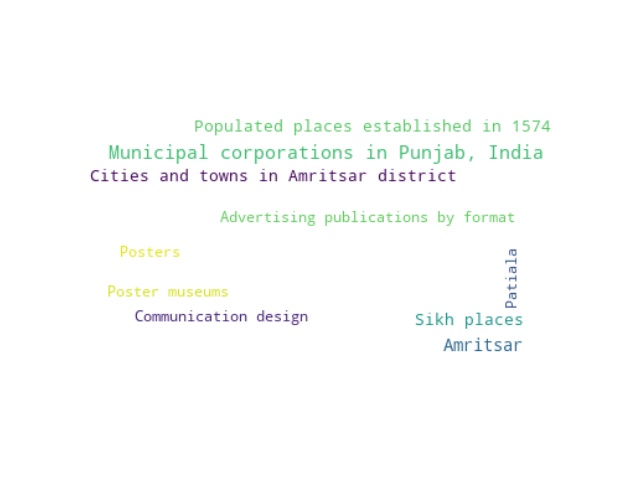 Populated places established in 1574
Municipal corporations in Punjab, India
Cities and towns in Amritsar district
Advertising publications by format
Posters
Patiala
Poster museums
Communication design
Sikh places
Amritsar